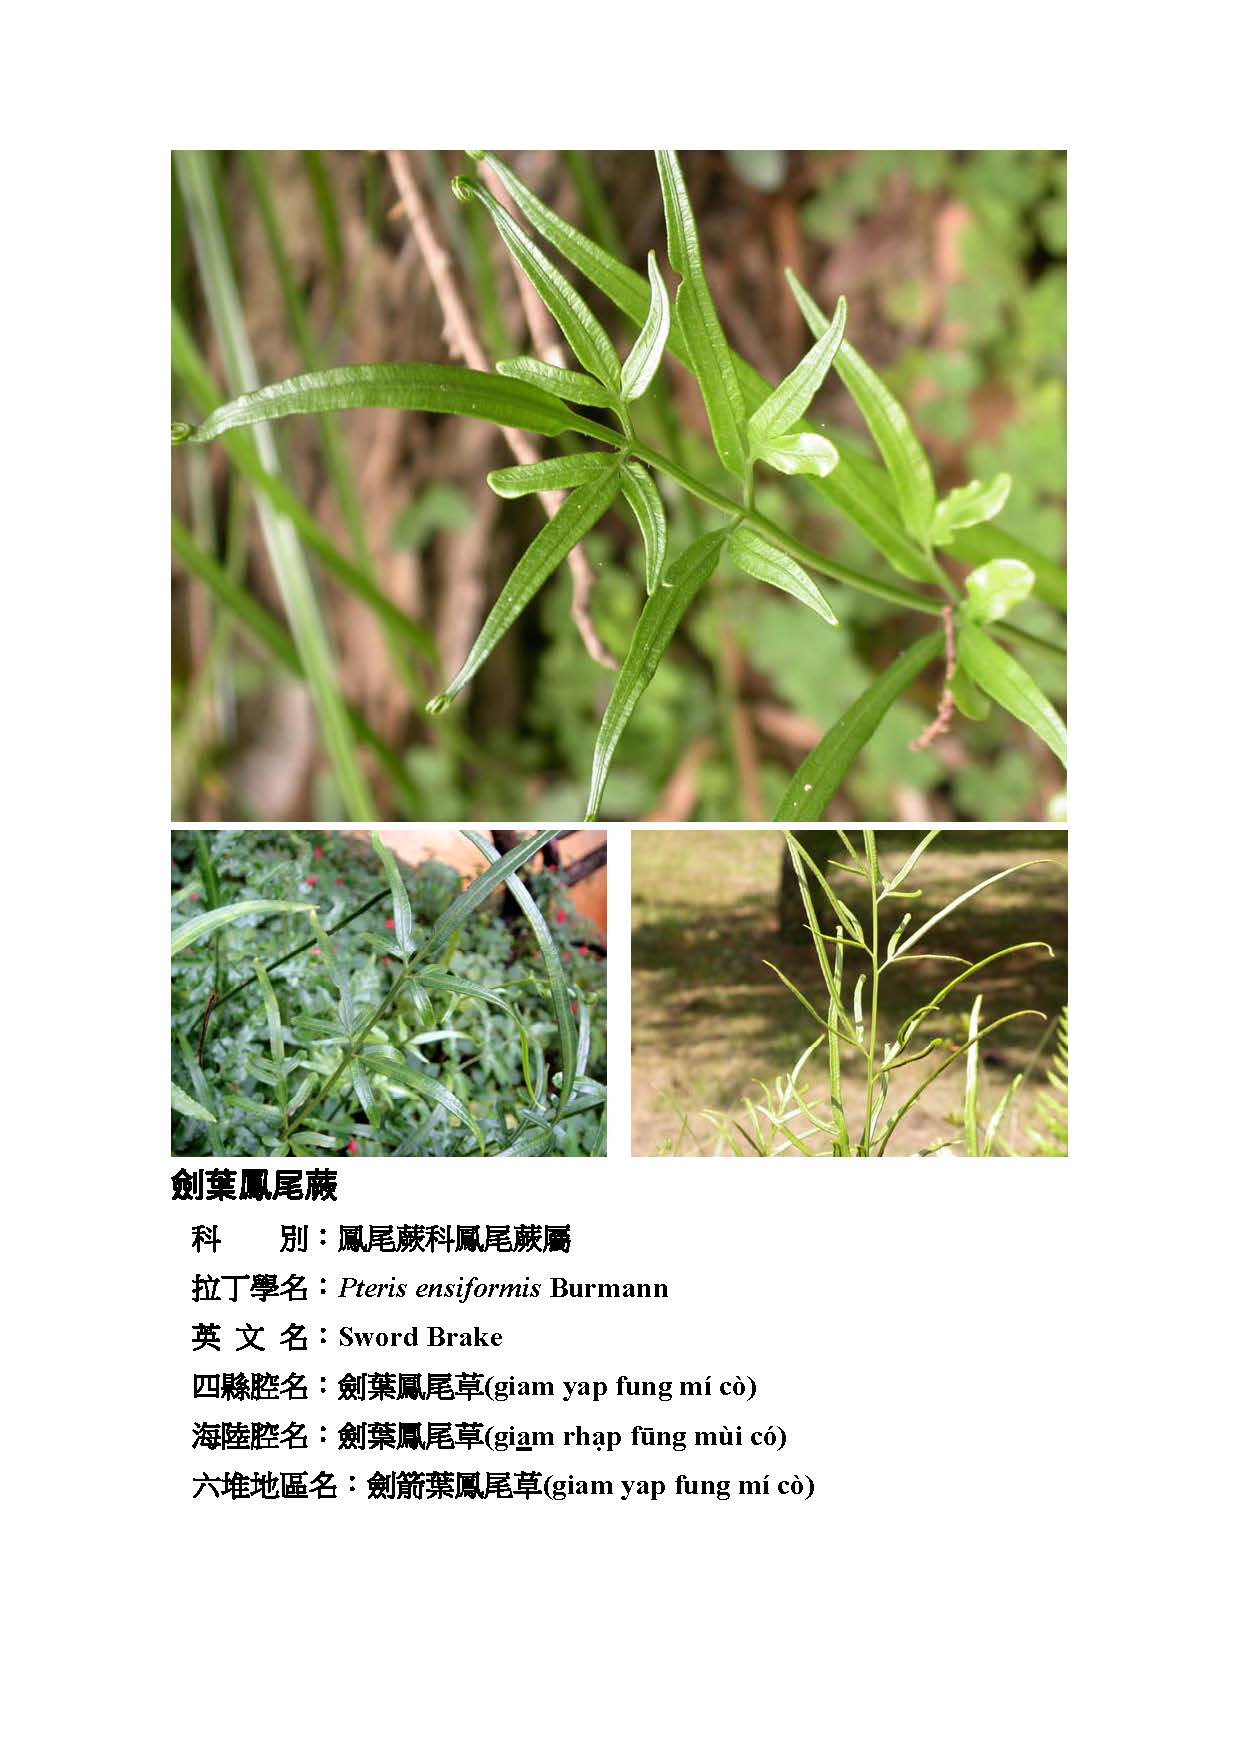 劍葉鳳尾蕨
科　　別：鳳尾蕨科鳳尾蕨屬
拉丁學名：Pteris ensiformis Burmann
英 文 名：Sword Brake
四縣腔名：劍葉鳳尾草(giam yap fung mí cò)
海陸腔名：劍葉鳳尾草(giam rhạp fūng mùi có)
六堆地區名：劍箭葉鳳尾草(giam yap fung mí cò)